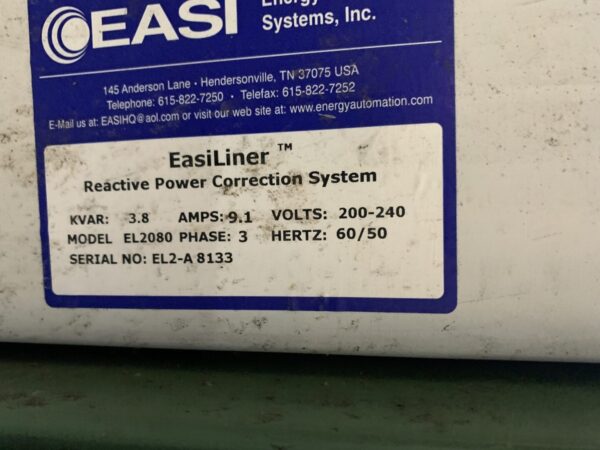 EASI
Energy
Systems, Inc.
145 Anderson Lane • Hendersonville, TN 37075 USA
Telephone: 615-822-7250 • Telefax: 615-822-7252
E-Mail us at: EASIHQ@aol.com or visit our web site at: www.energyautomation.com
EasiLiner ™
Reactive Power Correction System
KVAR: 3.8 AMPS: 9.1 VOLTS: 200-240
MODEL EL2080 PHASE: 3 HERTZ: 60/50
SERIAL NO: EL2-A 8133